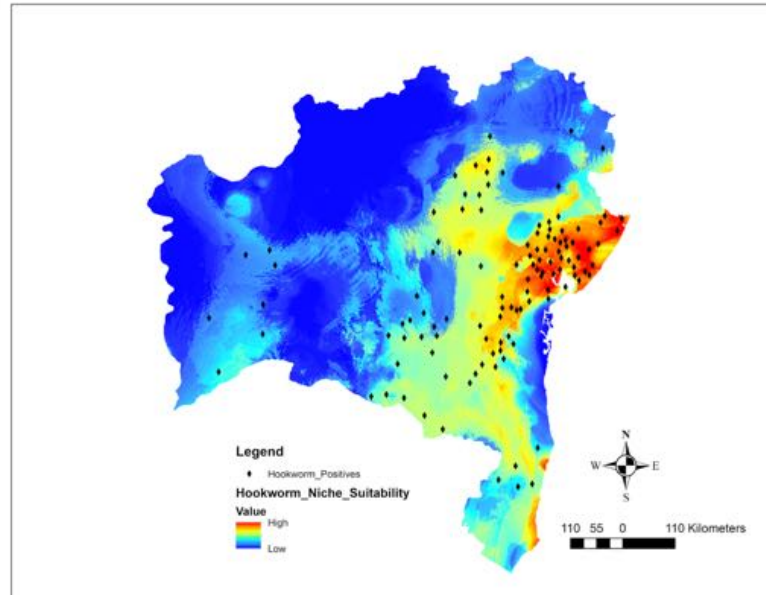 Legend
Hookworm_Positives
Hookworm_Niche_Suitability
Value
High
Low
N
W E
S
110 55 0 110 Kilometers